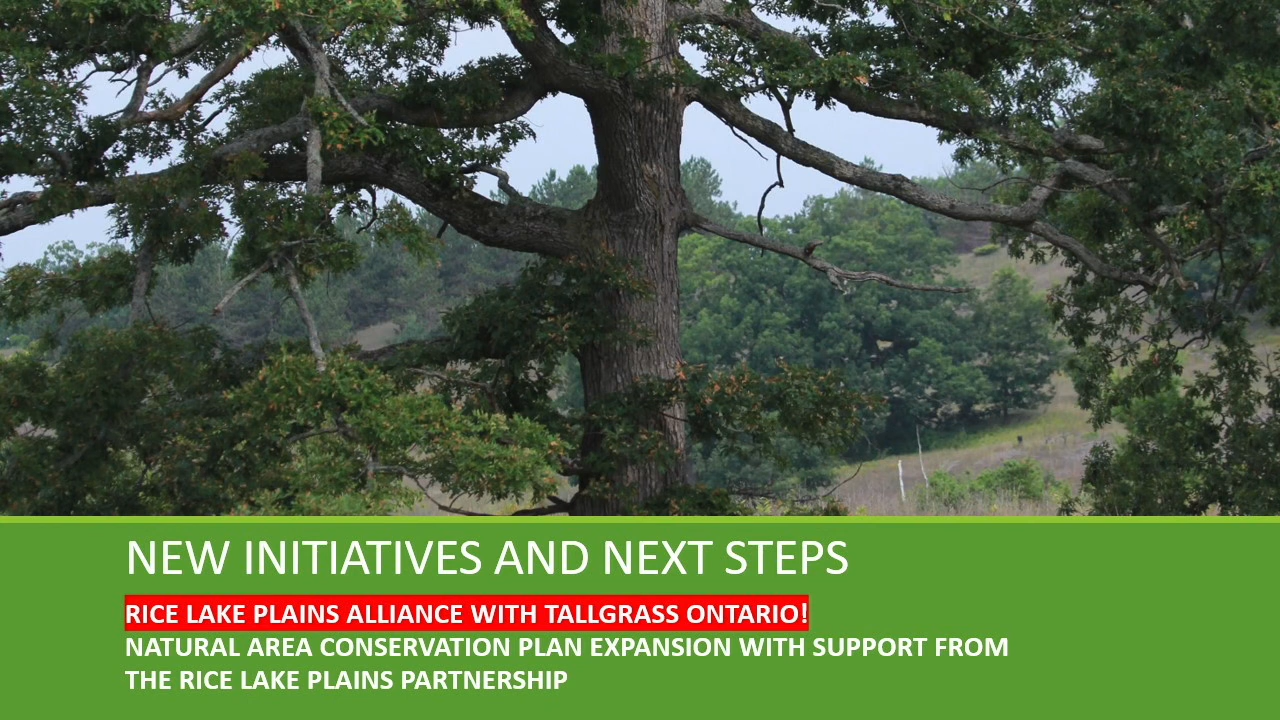 NEW INITIATIVES AND NEXT STEPS
RICE LAKE PLAINS ALLIANCE WITH TALLGRASS ONTARIO!
NATURAL AREA CONSERVATION PLAN EXPANSION WITH SUPPORT FROM
THE RICE LAKE PLAINS PARTNERSHIP